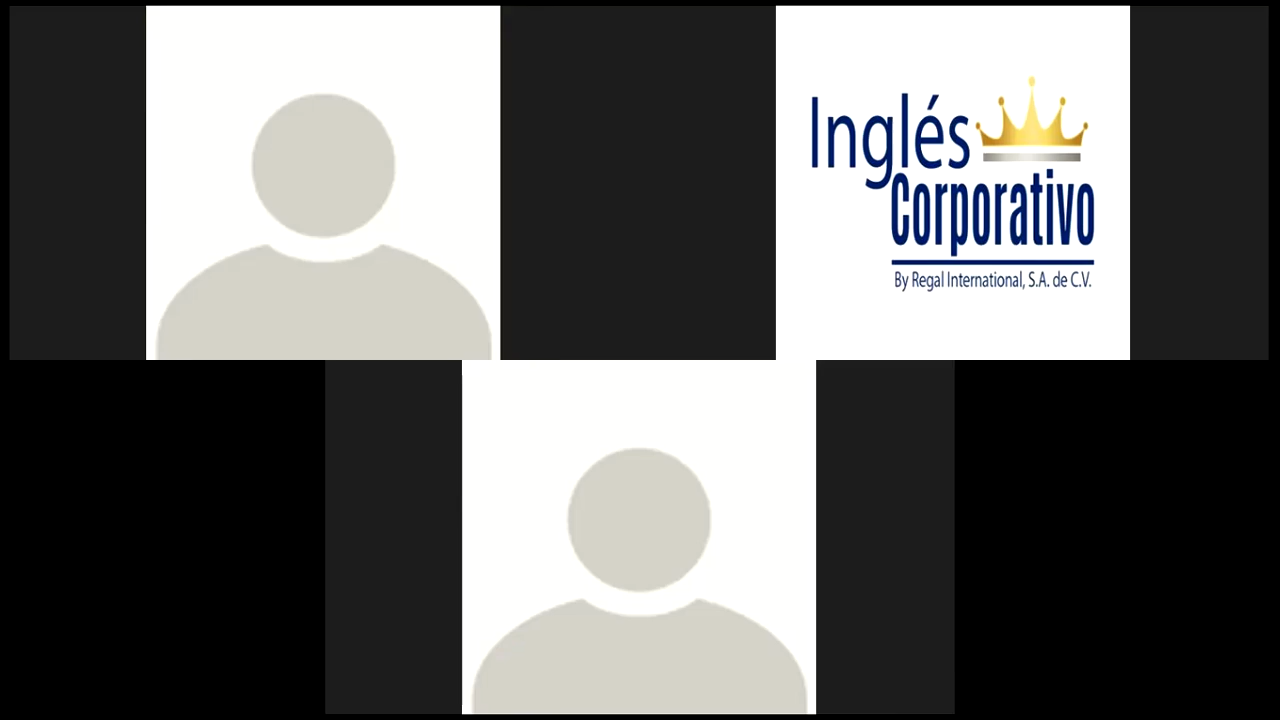 Inglés
Corporativo
By Regal International, S.A. de C.V.